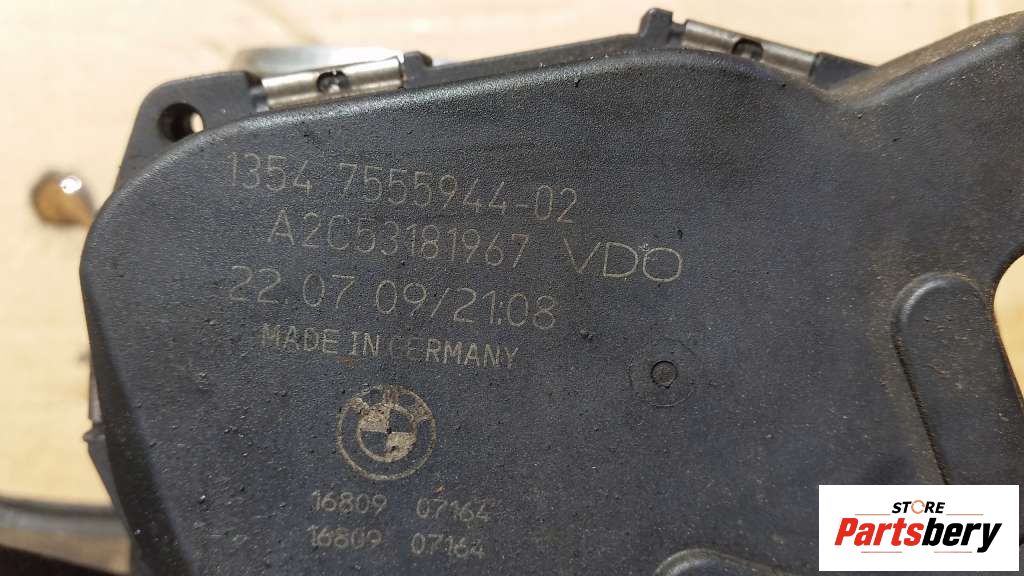 1354 7555944-02
A2C53181967 VDO
22.07 09/21:08
MADE IN GERMANY
BMW
16809 07164
16809 07164
STORE
Partsbery